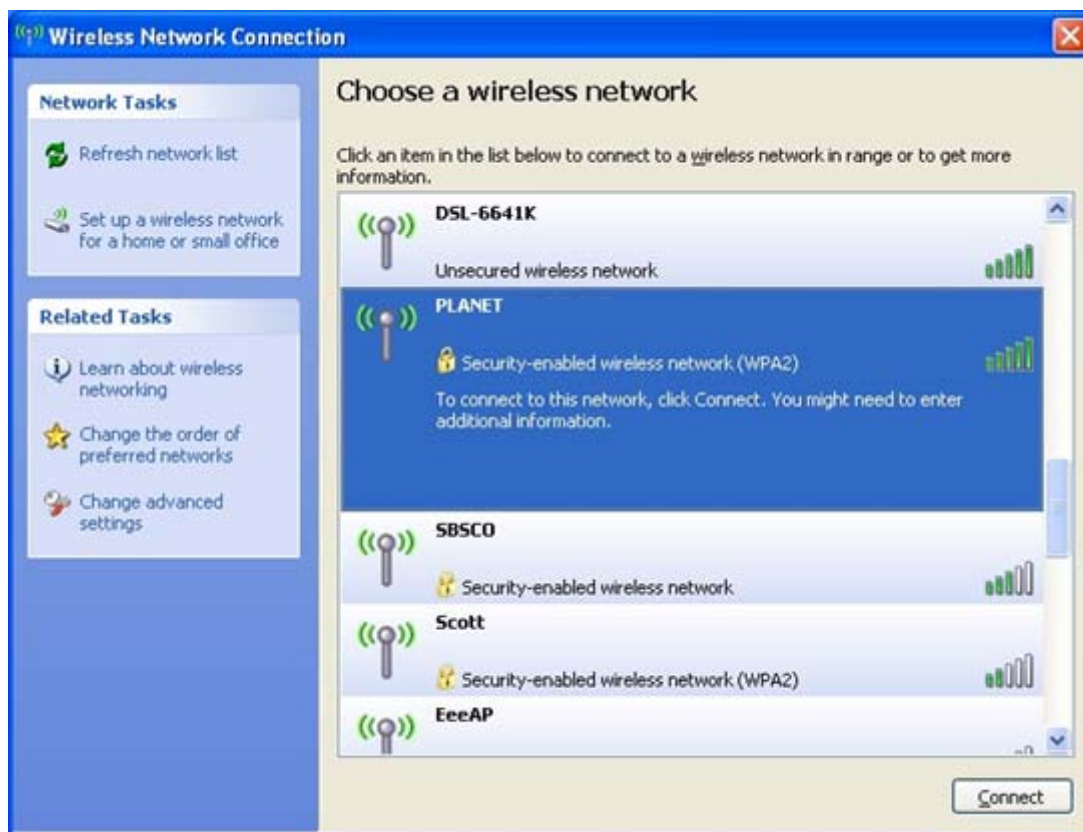 Wireless Network Connection
Network Tasks
Refresh network list
Set up a wireless network
for a home or small office
Related Tasks
Learn about wireless
networking
Change the order of
preferred networks
Change advanced
settings
Choose a wireless network
Click an item in the list below to connect to a wireless network in range or to get more
information.
DSL-6641K
Unsecured wireless network
PLANET
Security-enabled wireless network (WPA2)
To connect to this network, click Connect. You might need to enter
additional information.
SBSCO
Security-enabled wireless network
Scott
Security-enabled wireless network (WPA2)
EeeAP
Connect